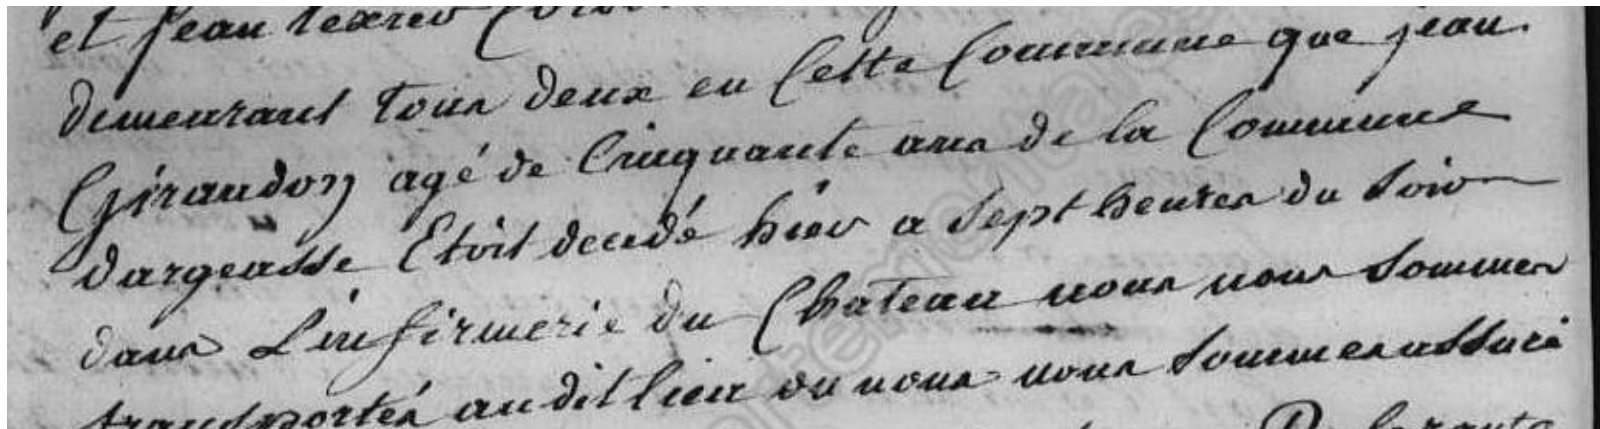 et Jean
demeurant tous deux en Cette Commune que jean
Giraudon agé de Cinquante ans de la Commune
dargeasse Etoit decedé hier a sept heures du soir
dans L'infirmerie du Chateau nous nous sommes
transportés audit lieu ou nous nous sommes assuré